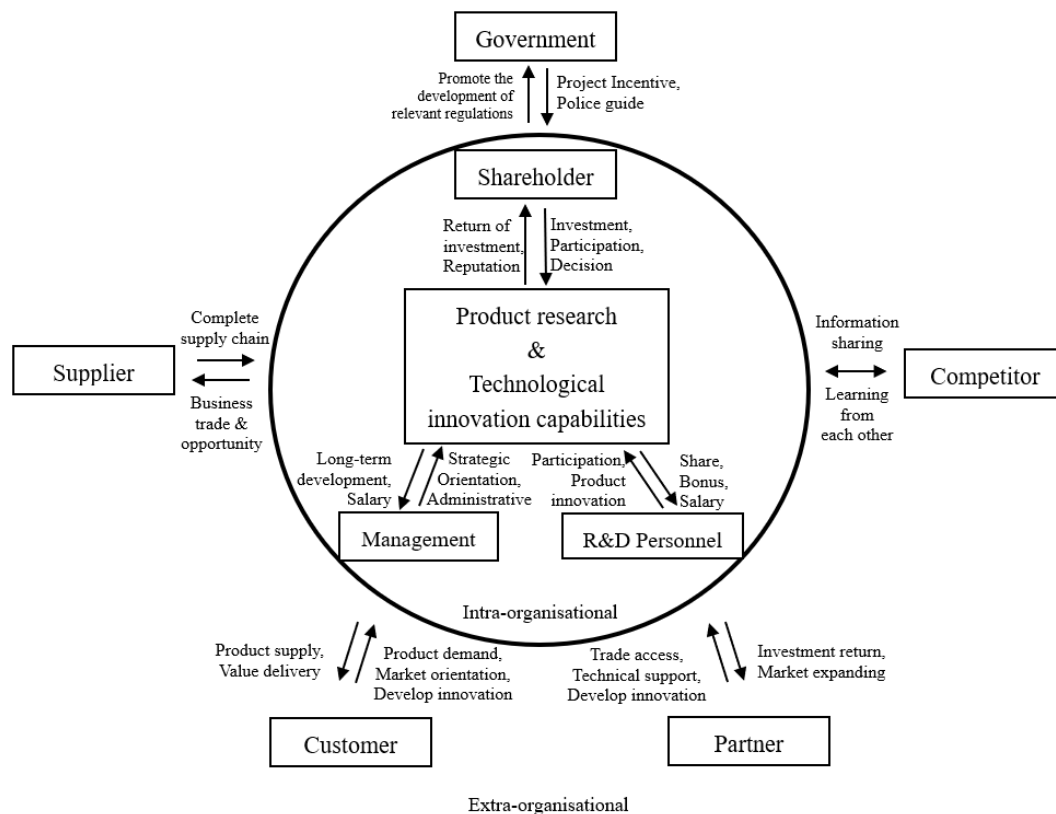 Government
Promote the
development of
relevant regulations
Project Incentive,
Police guide
Shareholder
Return of
investment,
Reputation
Investment,
Participation,
Decision
Product research
&
Technological
innovation capabilities
Complete
supply chain
Supplier
Business
trade &
opportunity
Information
sharing
Competitor
Learning
from
each other
Long-term
development,
Salary
Strategic
Orientation,
Administrative
Participation,
Product
innovation
Share,
Bonus,
Salary
Management
R&D Personnel
Intra-organisational
Product supply,
Value delivery
Product demand,
Market orientation,
Develop innovation
Trade access,
Technical support,
Develop innovation
Investment return,
Market expanding
Customer
Partner
Extra-organisational